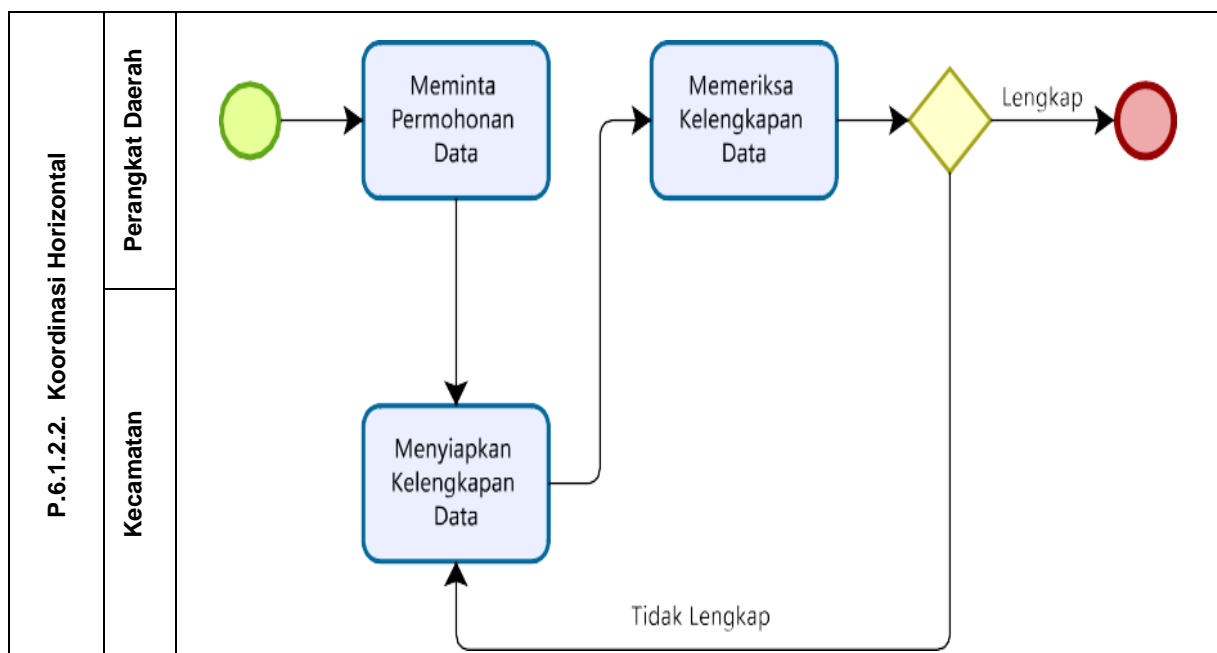 P.6.1.2.2. Koordinasi Horizontal
Perangkat Daerah
Kecamatan
Meminta
Permohonan
Data
Memeriksa
Kelengkapan
Data
Lengkap
Menyiapkan
Kelengkapan
Data
Tidak Lengkap